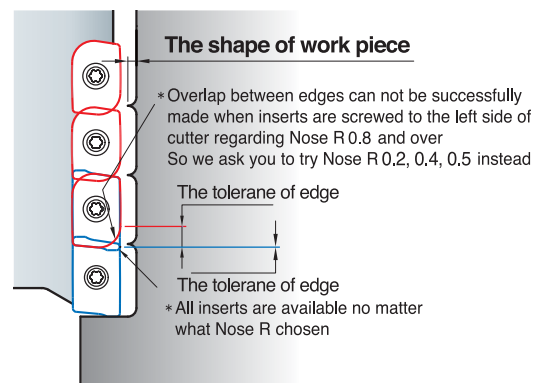 The shape of work piece
* Overlap between edges can not be successfully
made when inserts are screwed to the left side of
cutter regarding Nose R 0.8 and over
So we ask you to try Nose R 0.2, 0.4, 0.5 instead
The tolerane of edge
The tolerane of edge
* All inserts are available no matter
what Nose R chosen